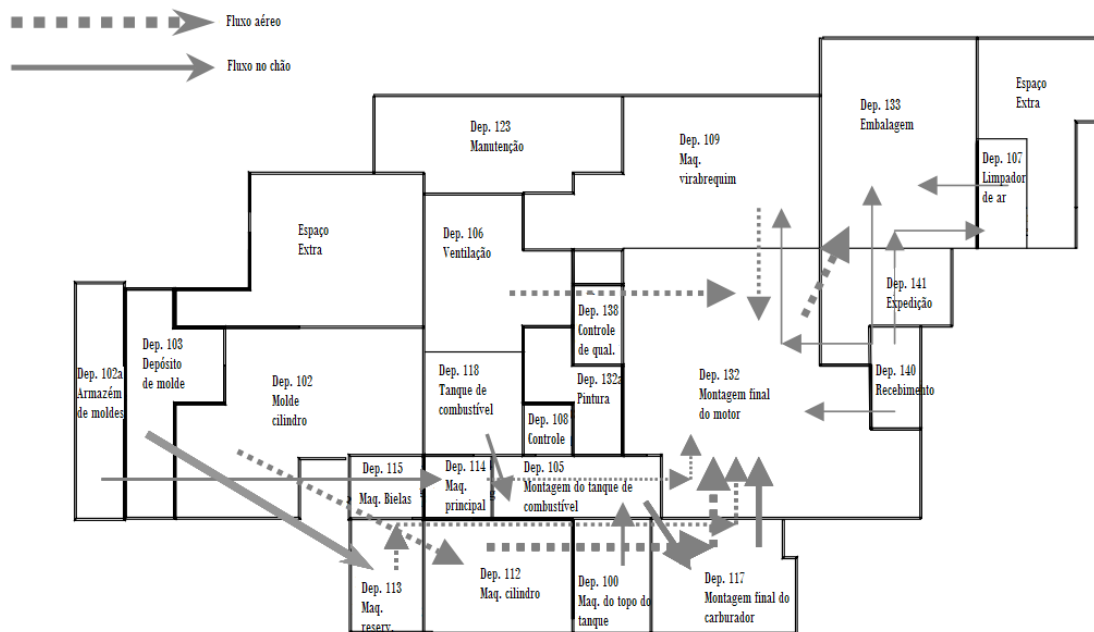 Fluxo aéreo
Fluxo no chão
Dep. 123
Manutenção
Dep. 109
Maq.
virabrequim
Dep. 133
Embalagem
Espaço
Extra
Dep. 107
Limpador
de ar
Espaço
Extra
Dep. 106
Ventilação
Dep. 141
Expedição
Dep. 138
Controle
de qual.
Dep. 103
Depósito
de molde
Dep. 102a
Armazém
de moldes
Dep. 102
Molde
cilindro
Dep. 118
Tanque de
combustível
Dep. 132a
Pintura
Dep. 132
Montagem final
do motor
Dep. 140
Recebimento
Dep. 108
Controle
Dep. 115
Maq. Bielas
Dep. 114
Maq.
principal
Dep. 105
Montagem do tanque de
combustível
Dep. 113
Maq.
reserv.
Dep. 112
Maq. cilindro
Dep. 100
Maq. do topo do
tanque
Dep. 117
Montagem final do
carburador